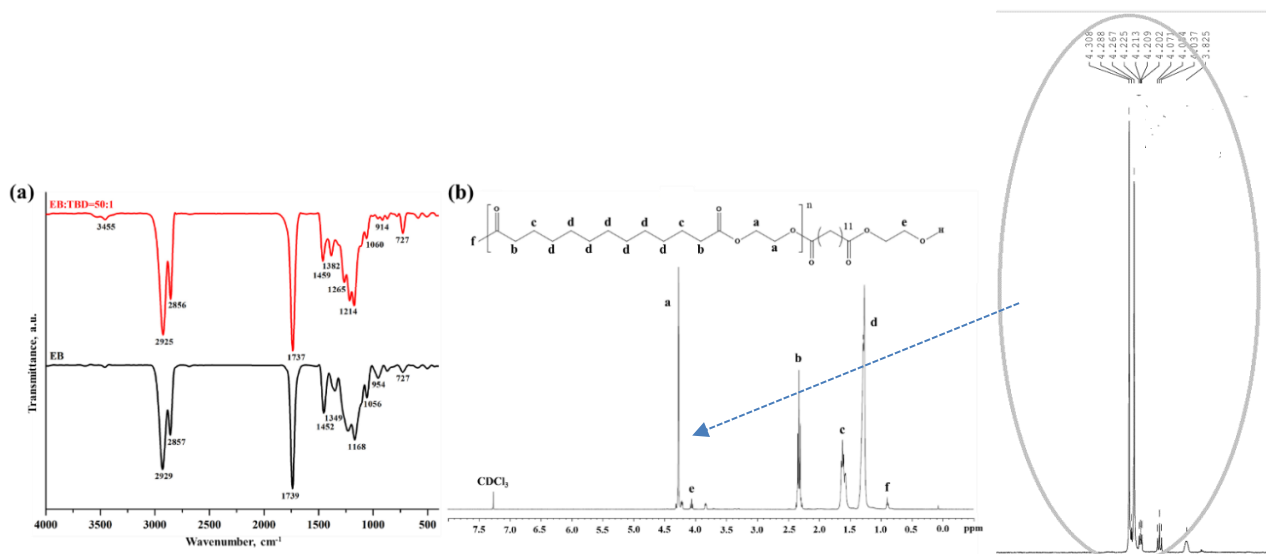 (a)
EB:TBD=50:1
3455
2925
2856
1737
1459
1382
1265
1214
1060
914
727
EB
2929
2857
1739
1452
1349
1168
1056
954
727
Transmittance, a.u.
4000 3500 3000 2500 2000 1500 1000 500
Wavenumber, cm⁻¹
(b)
n
c d d d c a e
11
f b d d d d b a H
O O O O O O
a
d
b
c
CDCl₃
e
f
7.5 7.0 6.5 6.0 5.5 5.0 4.5 4.0 3.5 3.0 2.5 2.0 1.5 1.0 0.5 0.0 ppm
4.308
4.288
4.267
4.225
4.213
4.209
4.202
4.071
4.037
3.825